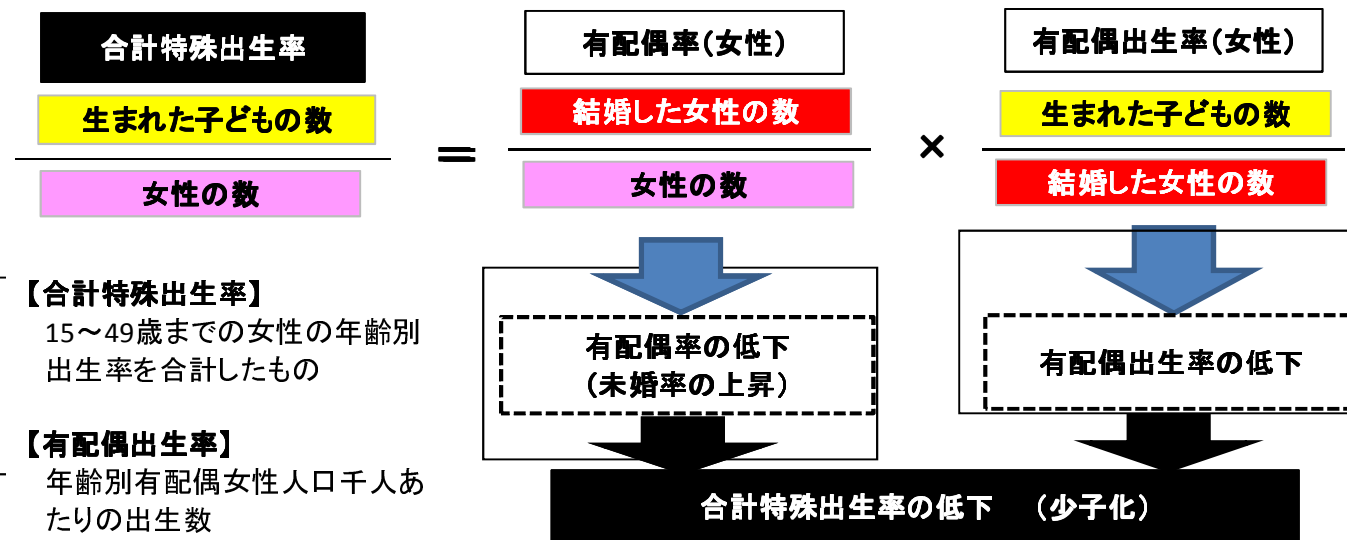 合計特殊出生率
生まれた子どもの数
女性の数
=
有配偶率(女性)
結婚した女性の数
女性の数
×
有配偶出生率(女性)
生まれた子どもの数
結婚した女性の数
【合計特殊出生率】
15～49歳までの女性の年齢別
出生率を合計したもの
【有配偶出生率】
年齢別有配偶女性人口千人あ
たりの出生数
有配偶率の低下
(未婚率の上昇)
有配偶出生率の低下
合計特殊出生率の低下 (少子化)